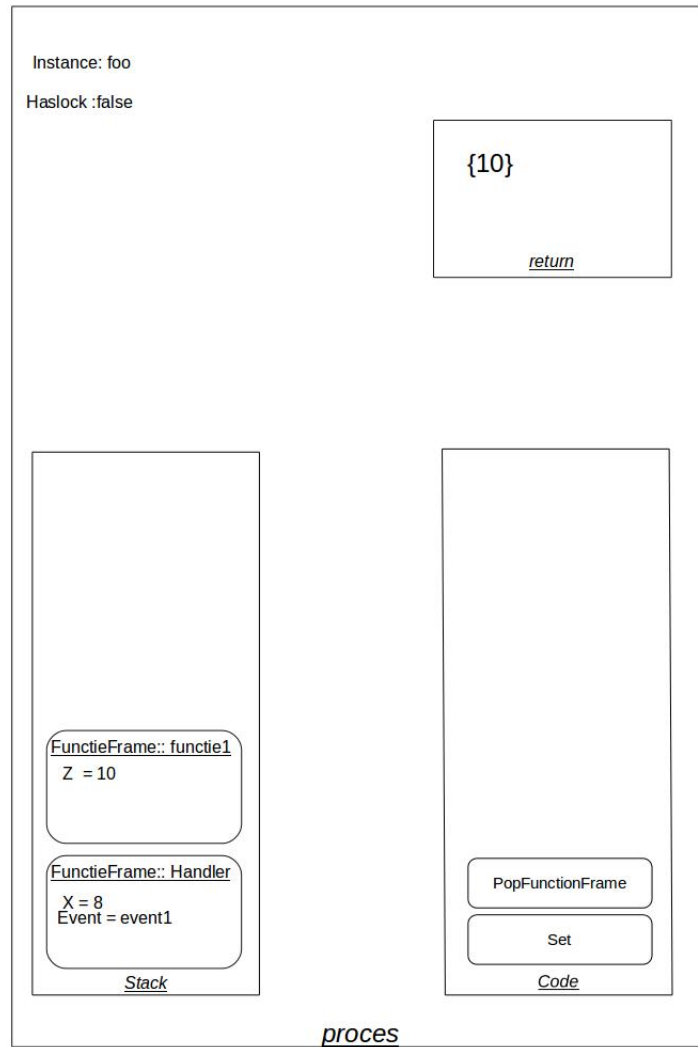 Instance: foo
Haslock :false
{10}
return
FunctieFrame:: functie1
Z = 10
FunctieFrame:: Handler
X = 8
Event = event1
Stack
PopFunctionFrame
Set
Code
proces